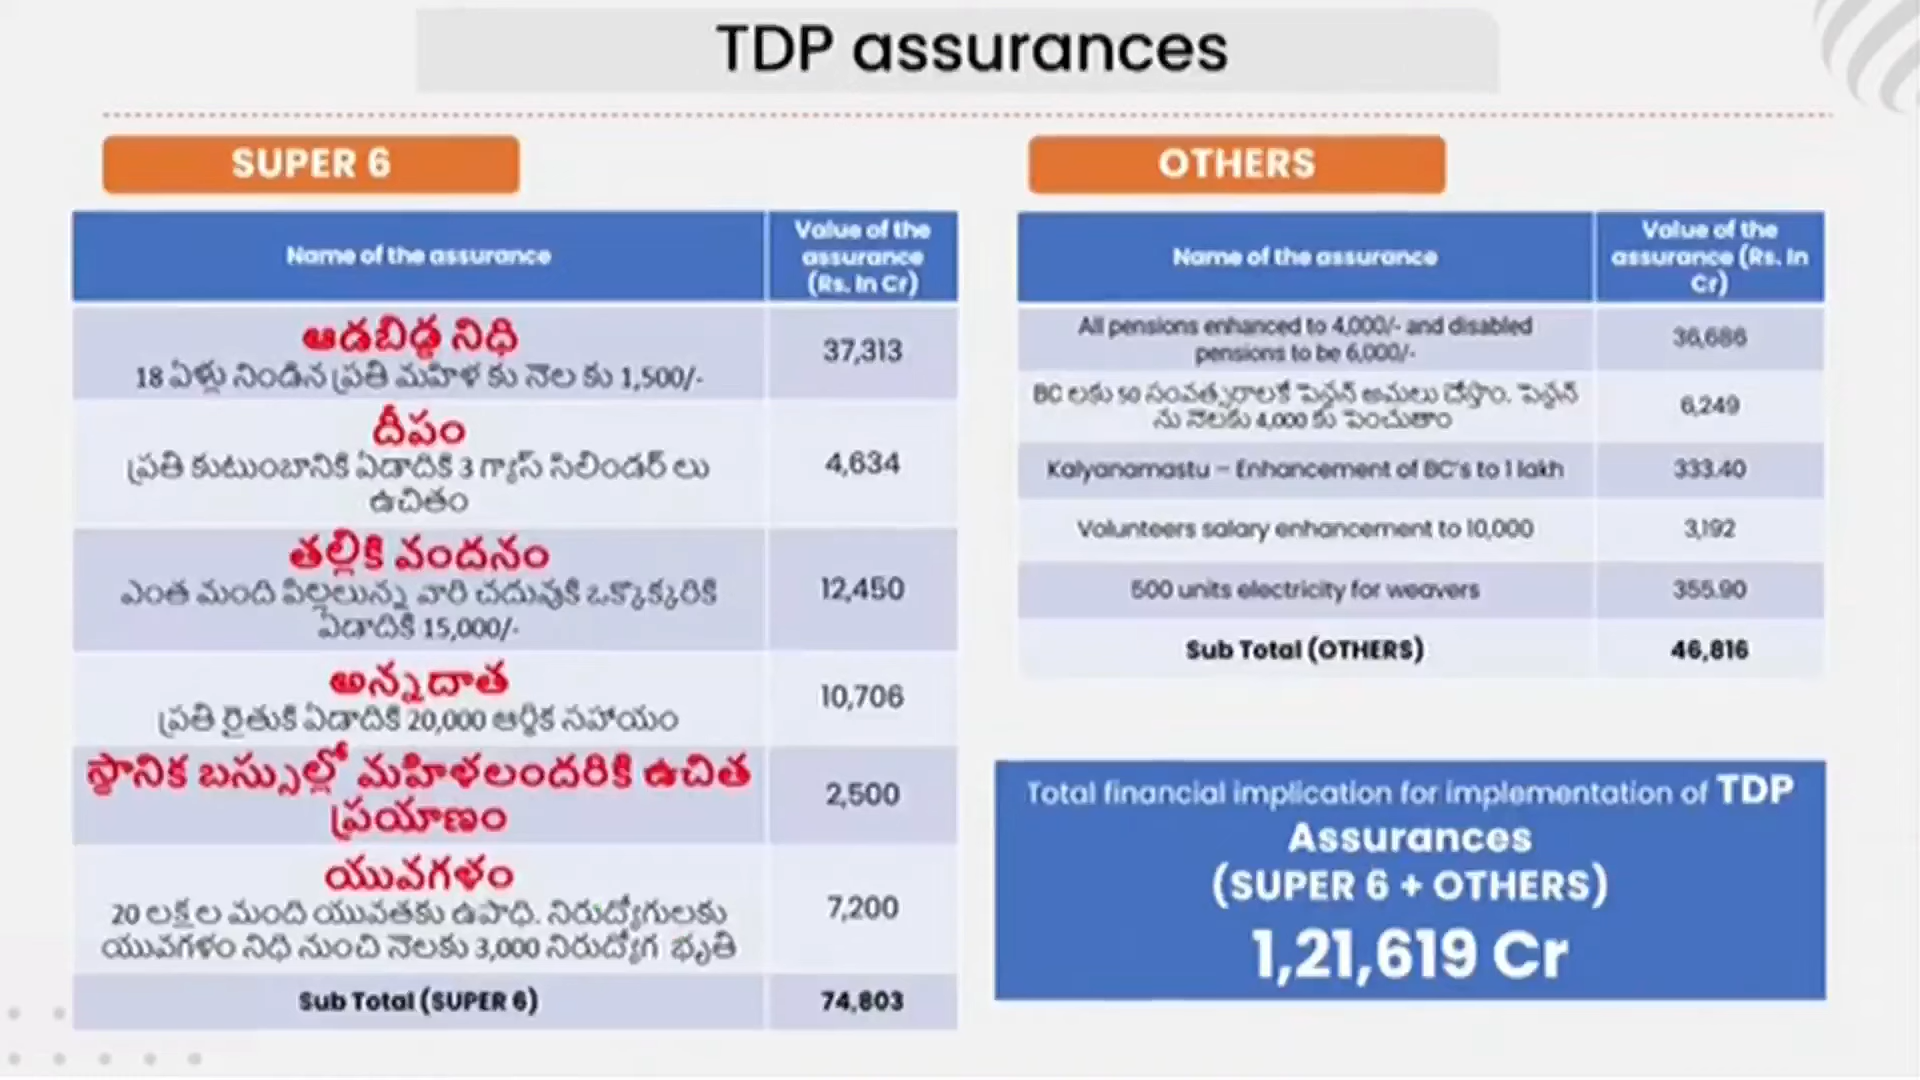 TDP assurances
SUPER 6
Name of the assurance
Value of the
assurance
(Rs. In Cr)
ఆడబిడ్డ నిధి
18 ఏళ్లు నిండిన ప్రతి మహిళ కు నెల కు 1,500/-
37,313
దీపం
ప్రతి కుటుంబానికి ఏడాదికి 3 గ్యాస్ సిలిండర్ లు
ఉచితం
4,634
తల్లికి వందనం
ఎంత మంది పిల్లలున్న వారి చదువుకి ఒక్కొక్కరికి
ఏడాదికి 15,000/-
12,450
అన్నదాత
ప్రతి రైతుకి ఏడాదికి 20,000 ఆర్థిక సహాయం
10,706
స్థానిక బస్సుల్లో మహిళలందరికి ఉచిత
ప్రయాణం
2,500
యువగళం
20 లక్షల మంది యువతకు ఉపాధి. నిరుద్యోగులకు
యువగళం నిధి నుంచి నెలకు 3,000 నిరుద్యోగ భృతి
7,200
Sub Total (SUPER 6)
74,803
OTHERS
Name of the assurance
Value of the
assurance (Rs. In
Cr)
All pensions enhanced to 4,000/- and disabled
pensions to be 6,000/-
36,686
BC లకు 50 సంవత్సరాలకే పెన్షన్ అమలు చేస్తాం. పెన్షన్
ను నెలకు 4,000 కు పెంచుతాం
6,249
Kalyanamastu – Enhancement of BC's to 1 lakh
333.40
Volunteers salary enhancement to 10,000
3,192
500 units electricity for weavers
355.90
Sub Total (OTHERS)
46,816
Total financial implication for implementation of TDP
Assurances
(SUPER 6 + OTHERS)
1,21,619 Cr